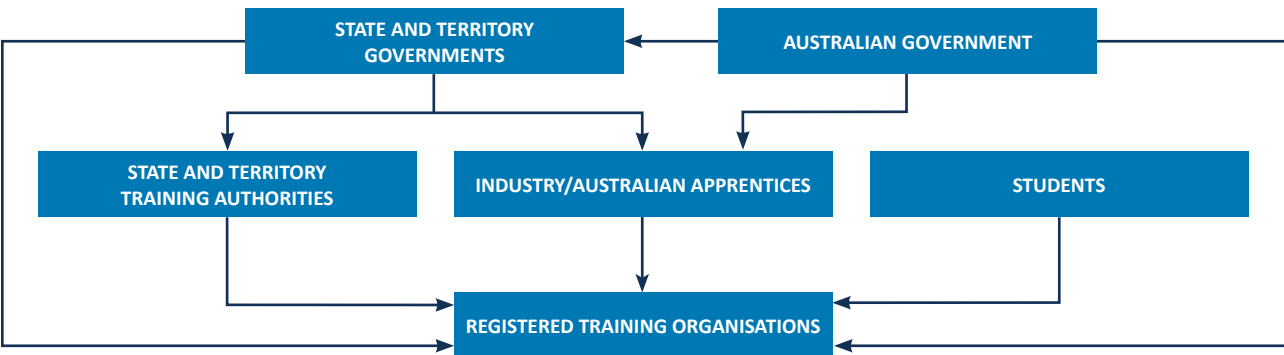 STATE AND TERRITORY
GOVERNMENTS
AUSTRALIAN GOVERNMENT
STATE AND TERRITORY
TRAINING AUTHORITIES
INDUSTRY/AUSTRALIAN APPRENTICES
STUDENTS
REGISTERED TRAINING ORGANISATIONS